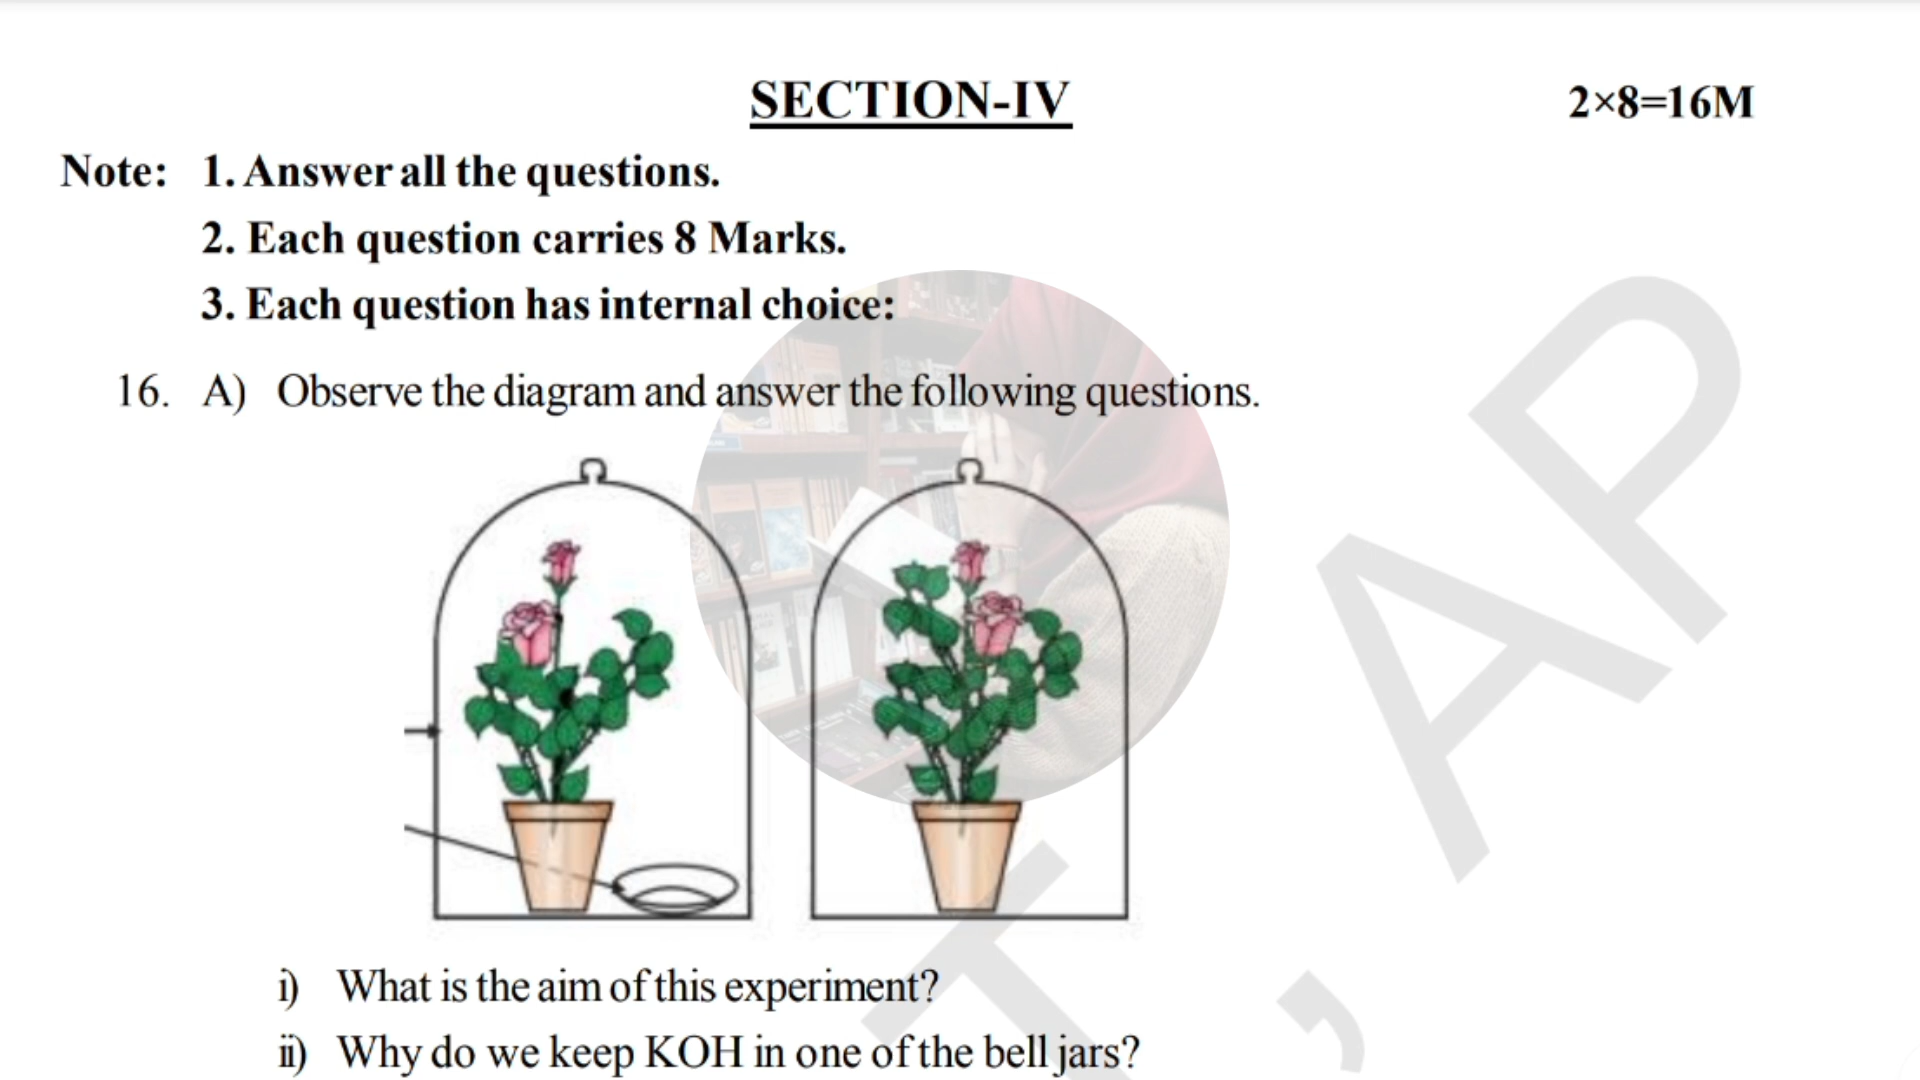 SECTION-IV 2×8=16M
Note: 1. Answer all the questions.
2. Each question carries 8 Marks.
3. Each question has internal choice:
16. A) Observe the diagram and answer the following questions.
i) What is the aim of this experiment?
ii) Why do we keep KOH in one of the bell jars?
T, AP